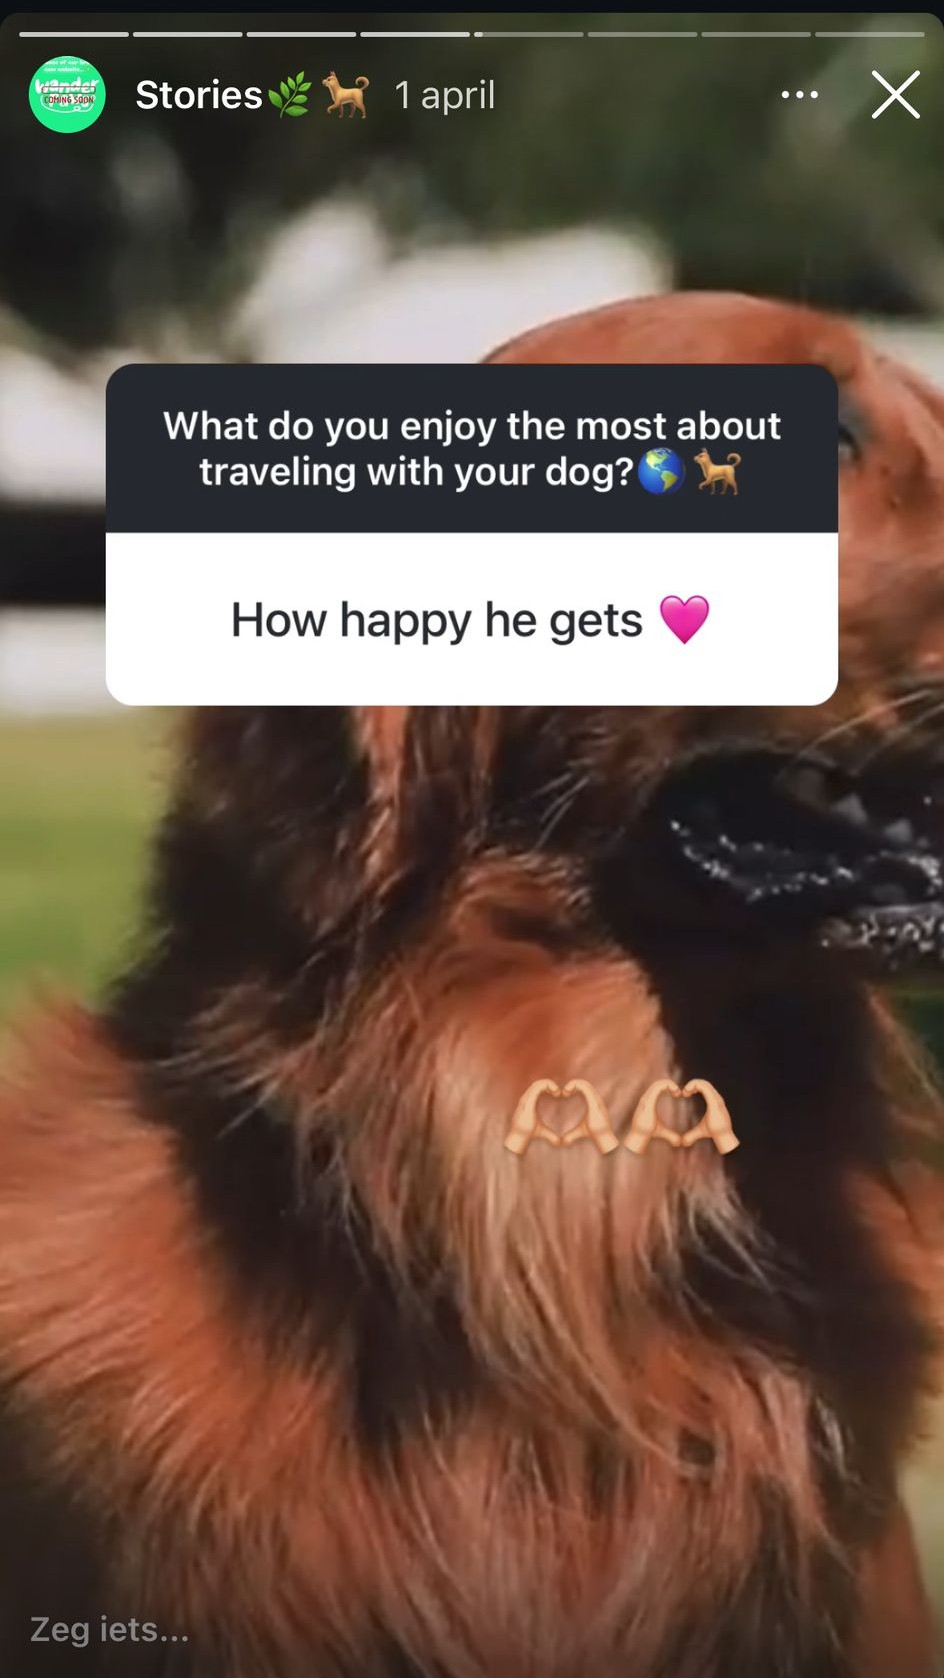 Stories🌿🐕 1 april
wander
COMING SOON
What do you enjoy the most about
traveling with your dog?🌎🐕
How happy he gets 🩷
🫶🏼🫶🏼
Zeg iets...